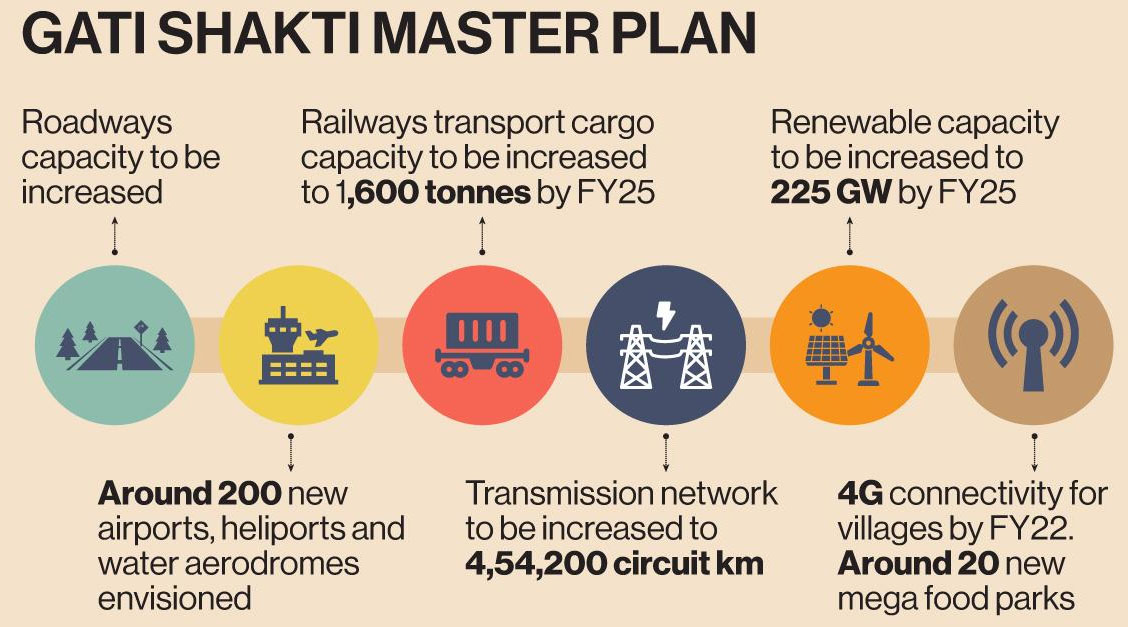 GATI SHAKTI MASTER PLAN
Roadways
capacity to be
increased
Railways transport cargo
capacity to be increased
to 1,600 tonnes by FY25
Renewable capacity
to be increased to
225 GW by FY25
Around 200 new
airports, heliports and
water aerodromes
envisioned
Transmission network
to be increased to
4,54,200 circuit km
4G connectivity for
villages by FY22.
Around 20 new
mega food parks